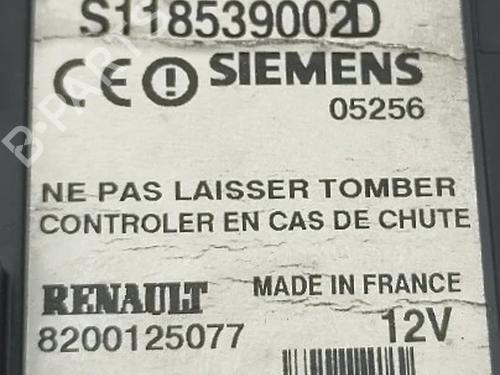 S118539002D
CE SIEMENS
05256
NE PAS LAISSER TOMBER
CONTROLER EN CAS DE CHUTE
RENAULT MADE IN FRANCE
8200125077 12V
B-PARTS